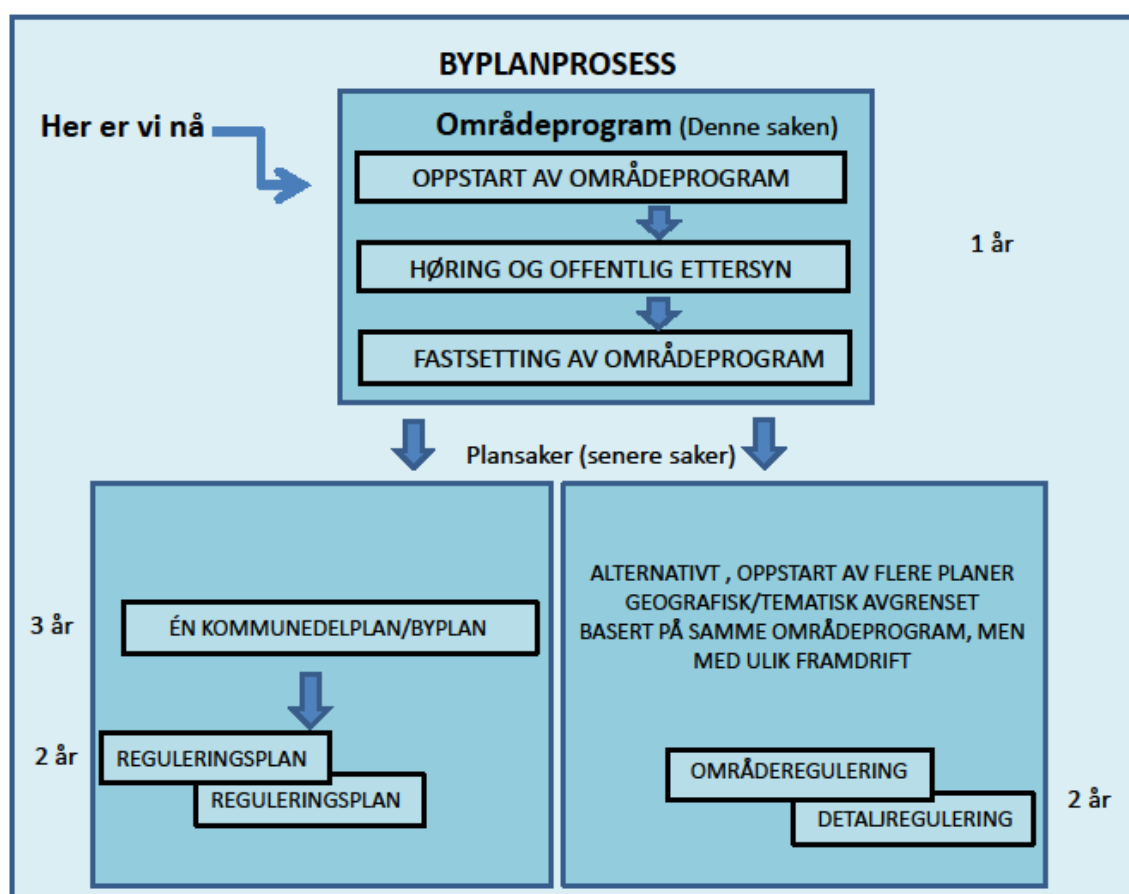 BYPLANPROSESS
Her er vi nå
Områdeprogram (Denne saken)
OPPSTART AV OMRÅDEPROGRAM
HØRING OG OFFENTLIG ETTERSYN
FASTSETTING AV OMRÅDEPROGRAM
1 år
Plansaker (senere saker)
3 år
ÉN KOMMUNEDELPLAN/BYPLAN
2 år
REGULERINGSPLAN
REGULERINGSPLAN
ALTERNATIVT , OPPSTART AV FLERE PLANER
GEOGRAFISK/TEMATISK AVGRENSET
BASERT PÅ SAMME OMRÅDEPROGRAM, MEN
MED ULIK FRAMDRIFT
OMRÅDEREGULERING
DETALJREGULERING
2 år